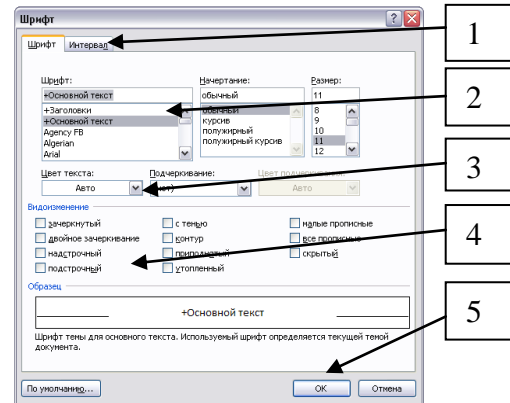 Шрифт
1
Шрифт Интервал
Шрифт: Начертание: Размер:
+Основной текст обычный 11
+Заголовки обычный 8
+Основной текст курсив 9
Agency FB полужирный 10
Algerian полужирный курсив 11
Arial 12
2
Цвет текста: Подчеркивание: Цвет подчеркивания:
Авто (нет) Авто
3
Видоизменение
зачеркнутый с тенью малые прописные
двойное зачеркивание контур все прописные
надстрочный приподнятый скрытый
подстрочный утопленный
4
Образец
+Основной текст
Шрифт темы для основного текста. Используемый шрифт определяется текущей темой
документа.
5
По умолчанию... ОК Отмена